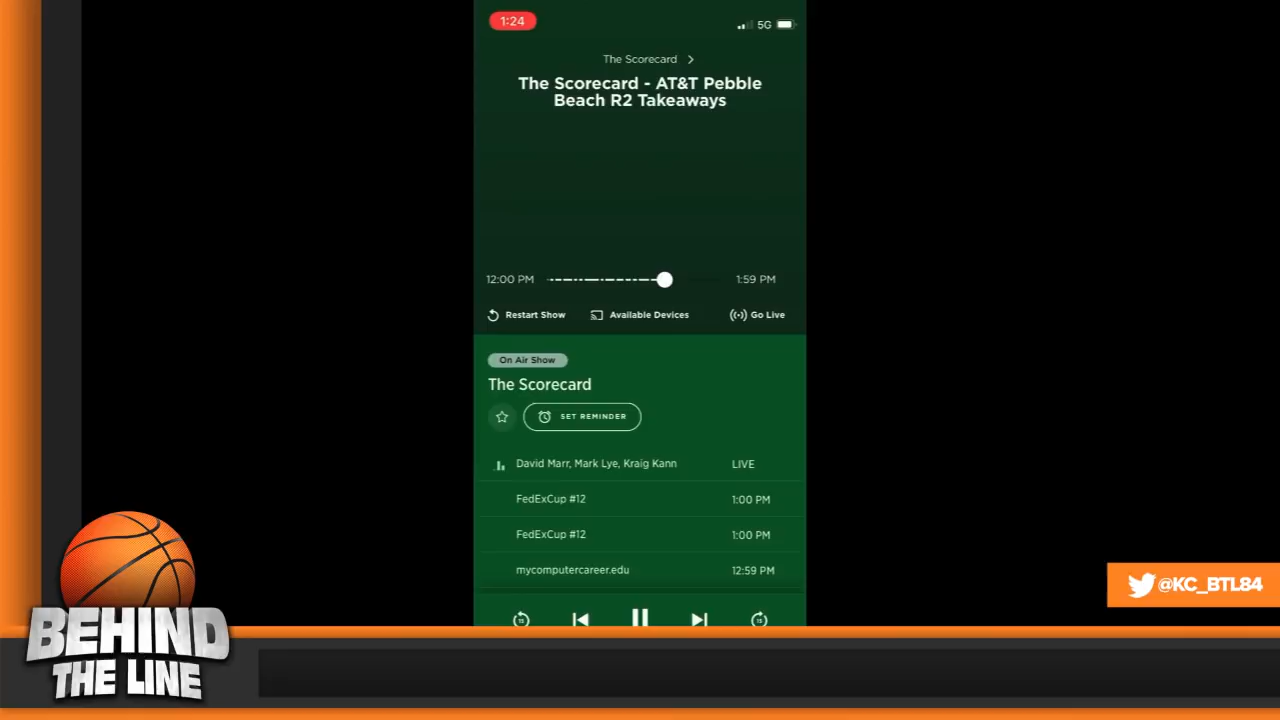 1:24
5G
The Scorecard
The Scorecard - AT&T Pebble
Beach R2 Takeaways
12:00 PM
1:59 PM
Restart Show
Available Devices
Go Live
On Air Show
The Scorecard
SET REMINDER
David Marr, Mark Lye, Kraig Kann LIVE
FedExCup #12 1:00 PM
FedExCup #12 1:00 PM
mycomputercareer.edu 12:59 PM
15
15
@KC_BTL84
BEHIND
THE LINE